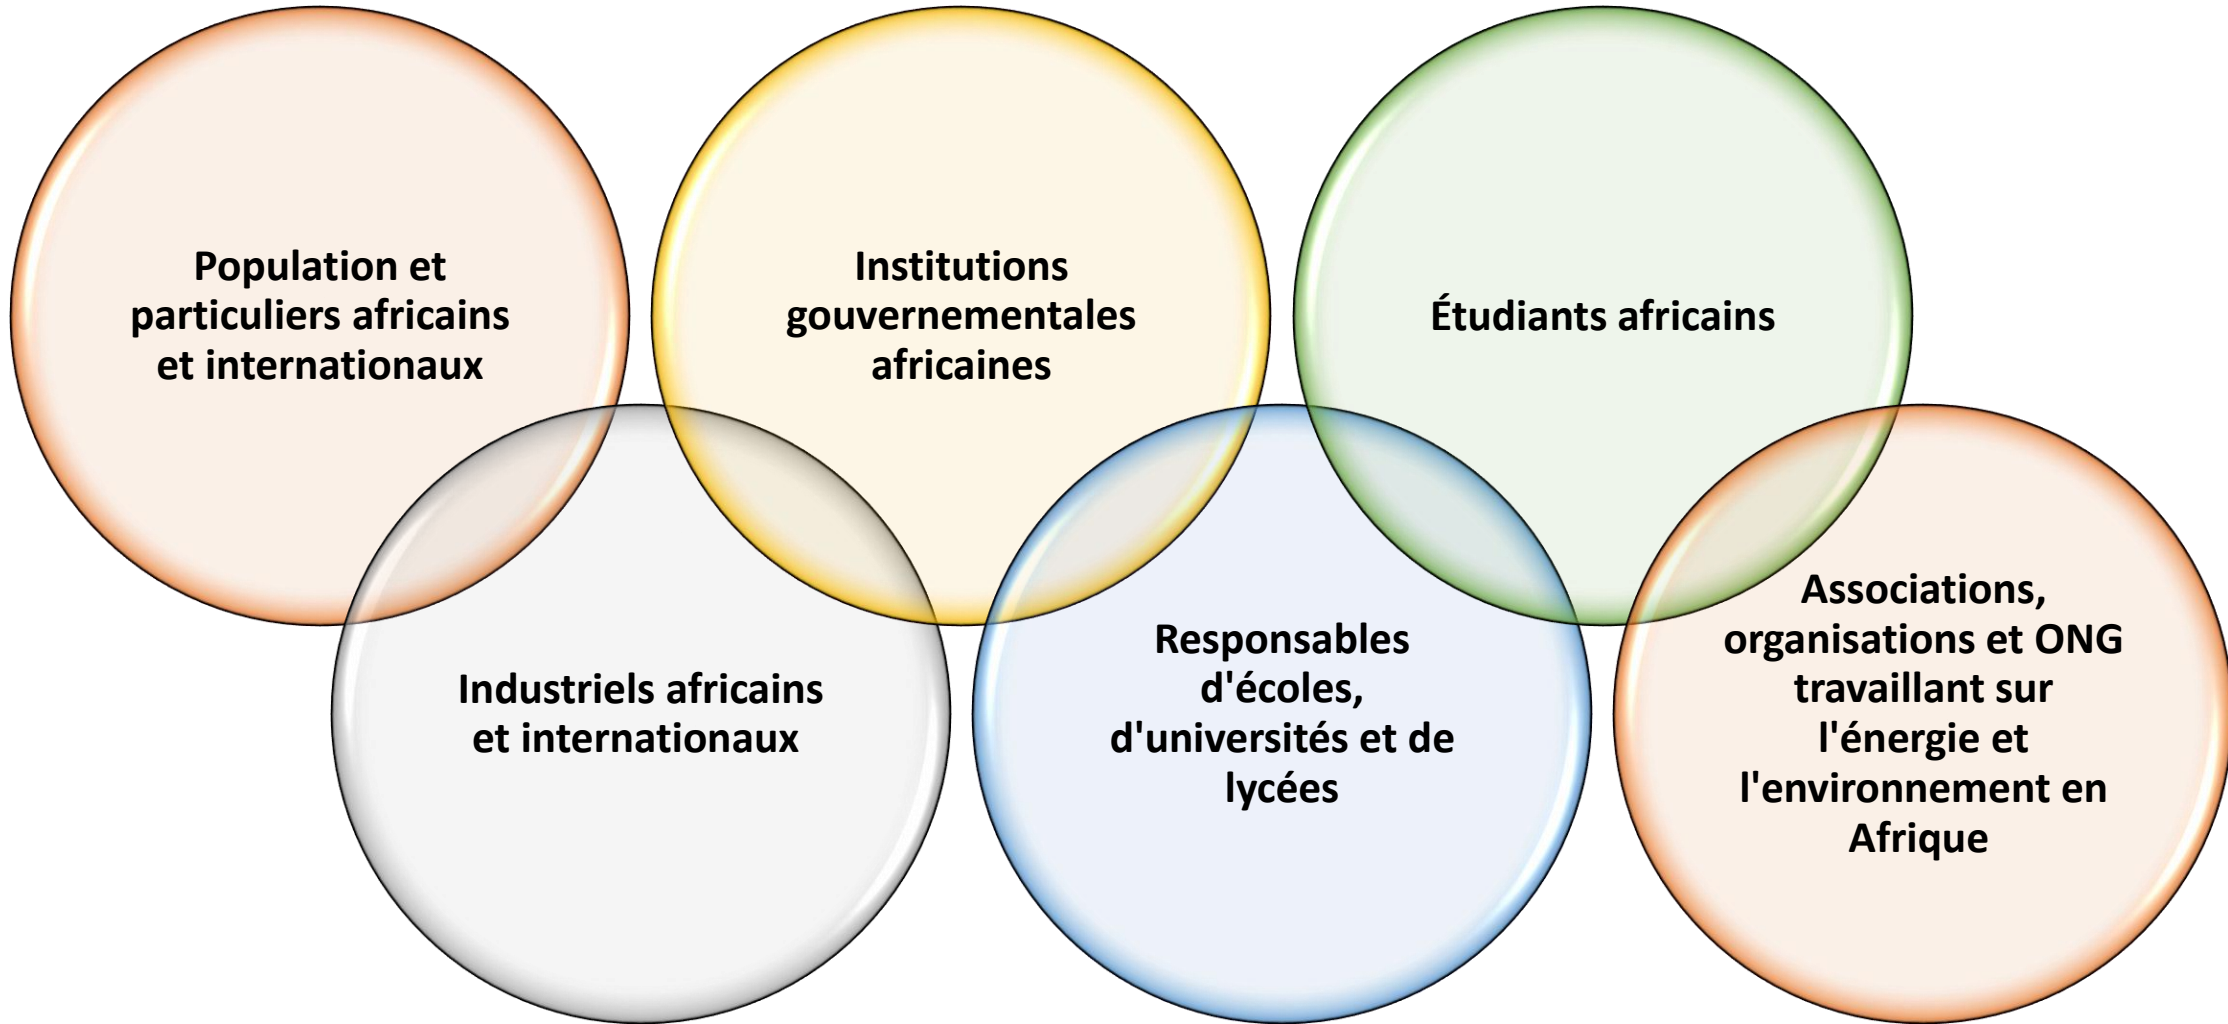 Population et
particuliers africains
et internationaux
Institutions
gouvernementales
africaines
Étudiants africains
Industriels africains
et internationaux
Responsables
d'écoles,
d'universités et de
lycées
Associations,
organisations et ONG
travaillant sur
l'énergie et
l'environnement en
Afrique